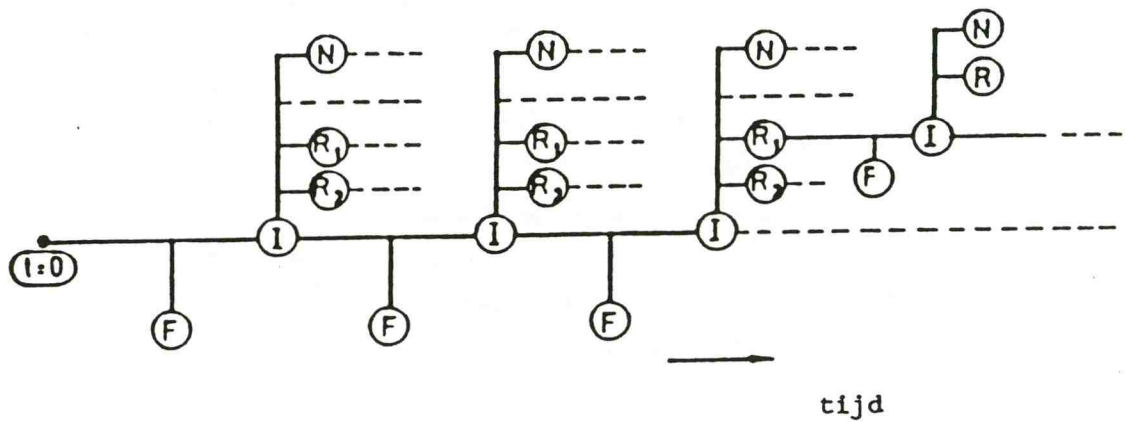 N N N N
R
R₁ R₁ R₁ I
R₂ R₂ R₂ F
I I I
t=0
F F F
tijd